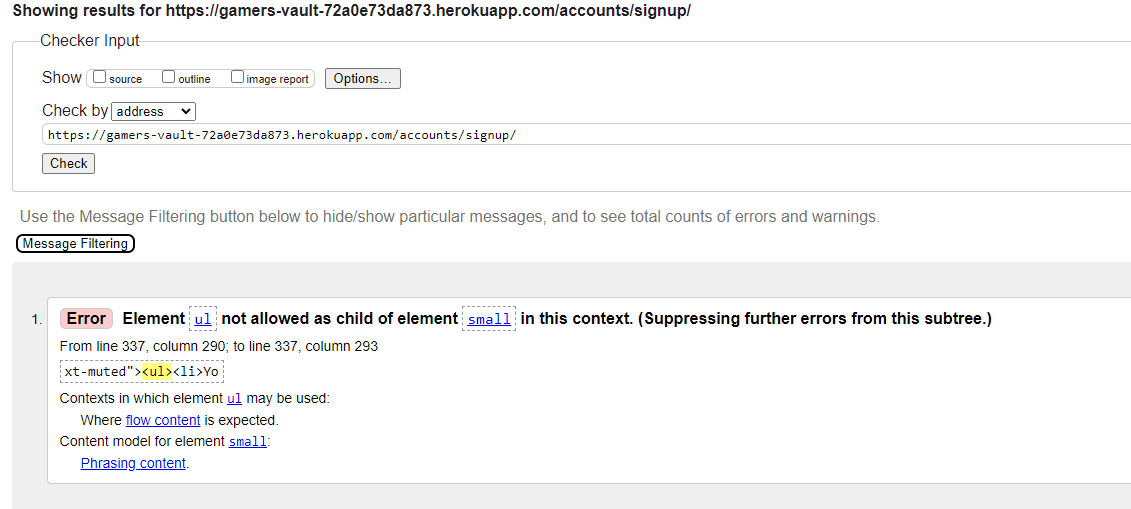 Showing results for https://gamers-vault-72a0e73da873.herokuapp.com/accounts/signup/
Checker Input
Show source outline image report Options...
Check by address
https://gamers-vault-72a0e73da873.herokuapp.com/accounts/signup/
Check
Use the Message Filtering button below to hide/show particular messages, and to see total counts of errors and warnings.
Message Filtering
1. Error Element ul not allowed as child of element small in this context. (Suppressing further errors from this subtree.)
From line 337, column 290; to line 337, column 293
xt-muted"><ul><li>Yo
Contexts in which element ul may be used:
Where flow content is expected.
Content model for element small:
Phrasing content.